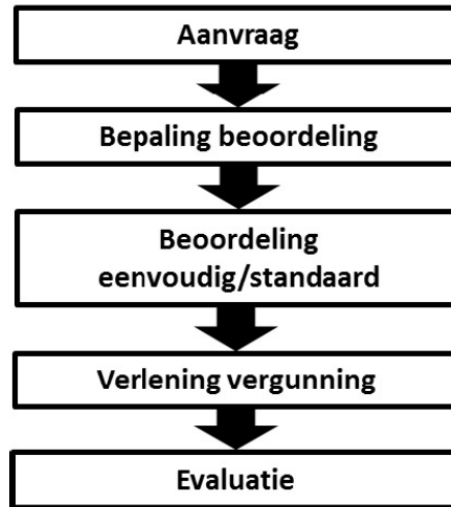 Aanvraag
Bepaling beoordeling
Beoordeling
eenvoudig/standaard
Verlening vergunning
Evaluatie